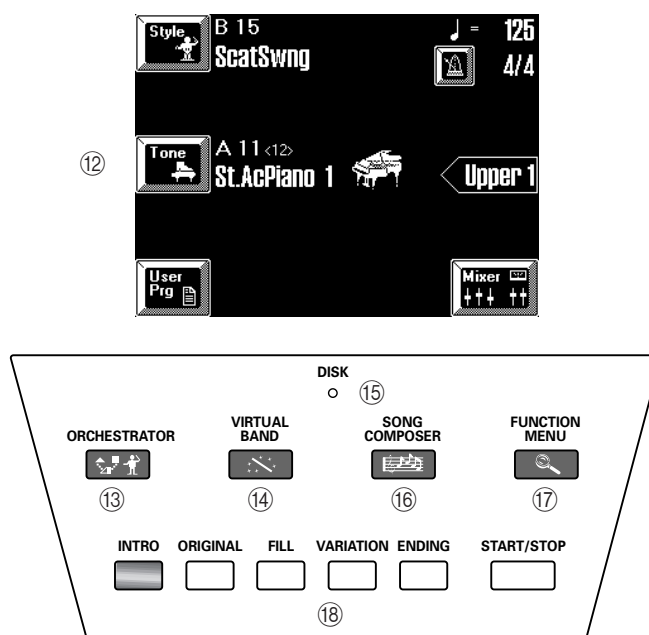 Style B 15 ♩ = 125
ScatSwng 4/4
⑫ Tone A 11 <12>
St.AcPiano 1 Upper 1
User Prg Mixer
DISK
⑮
ORCHESTRATOR VIRTUAL BAND SONG COMPOSER FUNCTION MENU
⑬ ⑭ ⑯ ⑰
INTRO ORIGINAL FILL VARIATION ENDING START/STOP
⑱